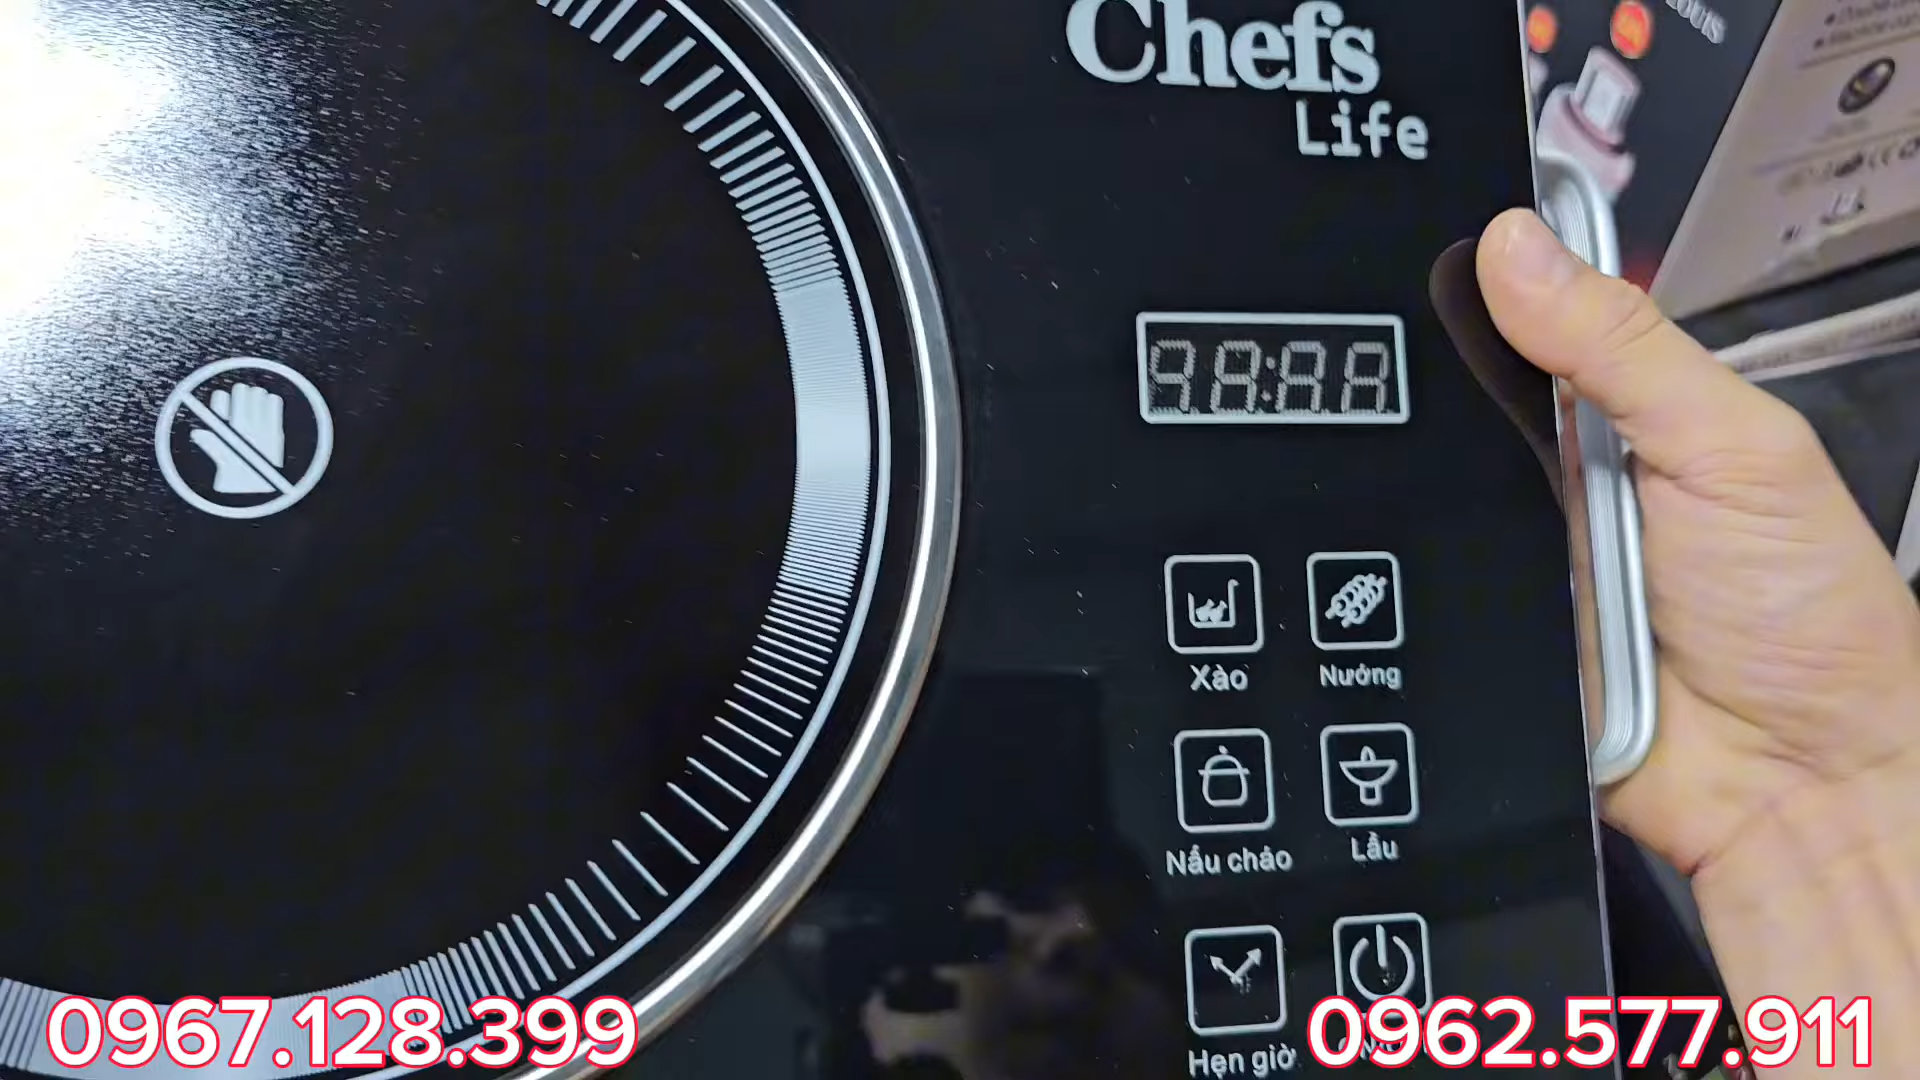 Chefs
Life
Xào
Nướng
Nấu cháo
Lẩu
Hẹn giờ
0967.128.399
0962.577.911